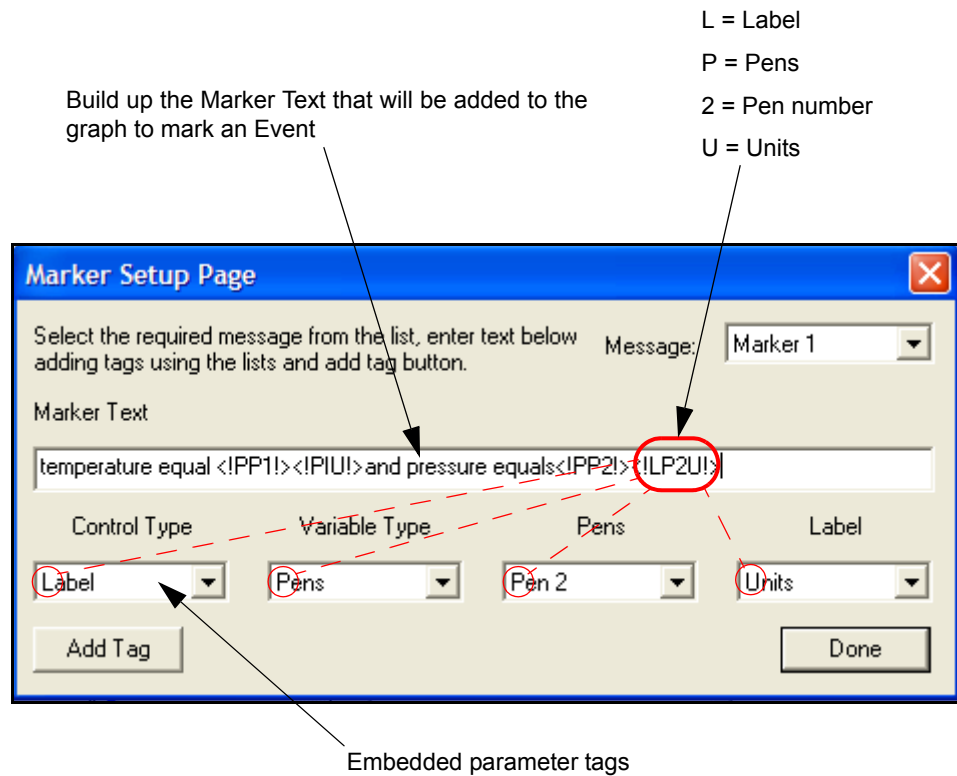 L = Label
P = Pens
2 = Pen number
U = Units
Build up the Marker Text that will be added to the
graph to mark an Event
Marker Setup Page
Select the required message from the list, enter text below
adding tags using the lists and add tag button.
Message:
Marker 1
Marker Text
temperature equal <!PP1!><!PIU!>and pressure equals<!PP2!><!LP2U!>
Control Type
Variable Type
Pens
Label
Label
Pens
Pen 2
Units
Add Tag
Done
Embedded parameter tags